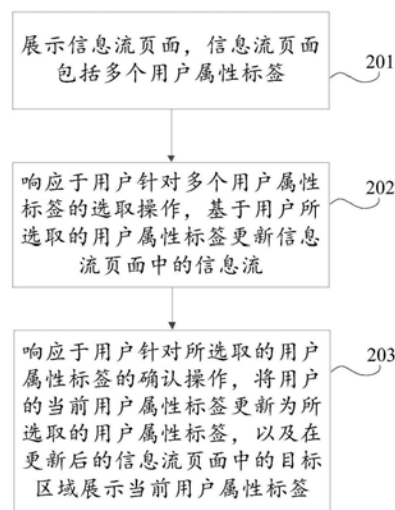 展示信息流页面，信息流页面
包括多个用户属性标签
201
响应于用户针对多个用户属性
标签的选取操作，基于用户所
选取的用户属性标签更新信息
流页面中的信息流
202
响应于用户针对所选取的用户
属性标签的确认操作，将用户
的当前用户属性标签更新为所
选取的用户属性标签，以及在
更新后的信息流页面中的目标
区域展示当前用户属性标签
203